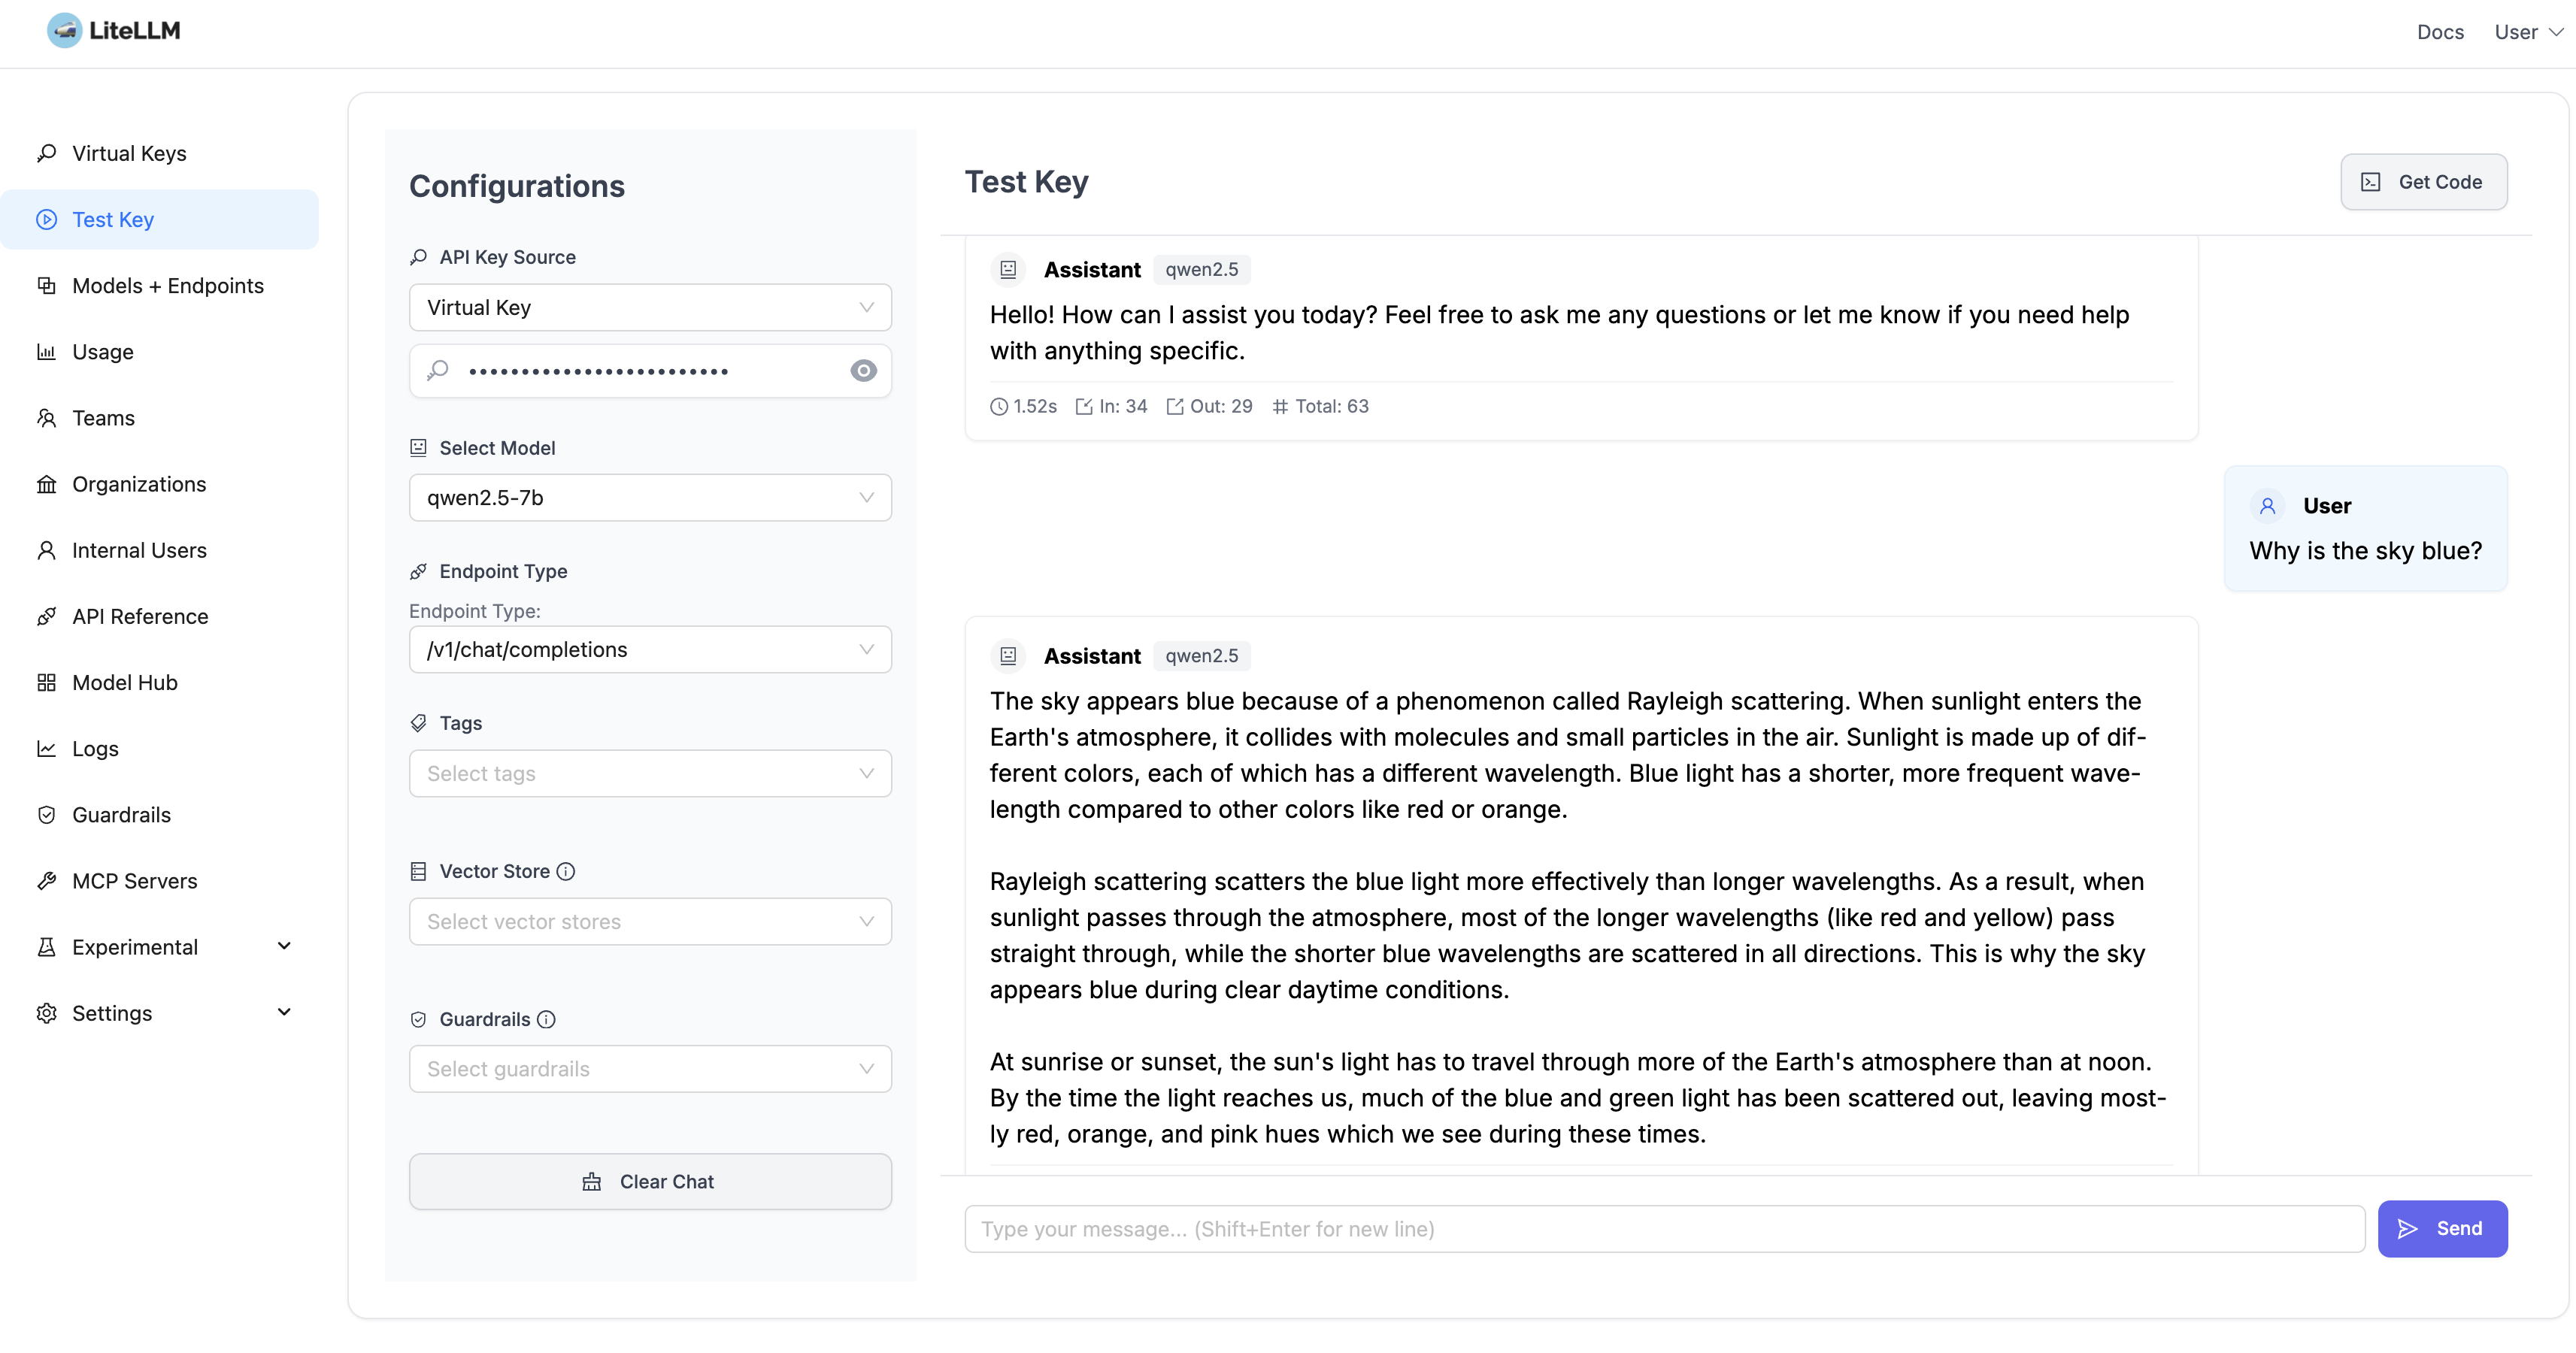 LiteLLM
Docs
User
Virtual Keys
Test Key
Models + Endpoints
Usage
Teams
Organizations
Internal Users
API Reference
Model Hub
Logs
Guardrails
MCP Servers
Experimental
Settings
Configurations
API Key Source
Virtual Key
Select Model
qwen2.5-7b
Endpoint Type
Endpoint Type:
/v1/chat/completions
Tags
Select tags
Vector Store
Select vector stores
Guardrails
Select guardrails
Clear Chat
Test Key
Get Code
Assistant qwen2.5
Hello! How can I assist you today? Feel free to ask me any questions or let me know if you need help
with anything specific.
1.52s In: 34 Out: 29 Total: 63
User
Why is the sky blue?
Assistant qwen2.5
The sky appears blue because of a phenomenon called Rayleigh scattering. When sunlight enters the
Earth's atmosphere, it collides with molecules and small particles in the air. Sunlight is made up of dif-
ferent colors, each of which has a different wavelength. Blue light has a shorter, more frequent wave-
length compared to other colors like red or orange.
Rayleigh scattering scatters the blue light more effectively than longer wavelengths. As a result, when
sunlight passes through the atmosphere, most of the longer wavelengths (like red and yellow) pass
straight through, while the shorter blue wavelengths are scattered in all directions. This is why the sky
appears blue during clear daytime conditions.
At sunrise or sunset, the sun's light has to travel through more of the Earth's atmosphere than at noon.
By the time the light reaches us, much of the blue and green light has been scattered out, leaving most-
ly red, orange, and pink hues which we see during these times.
Type your message... (Shift+Enter for new line)
Send